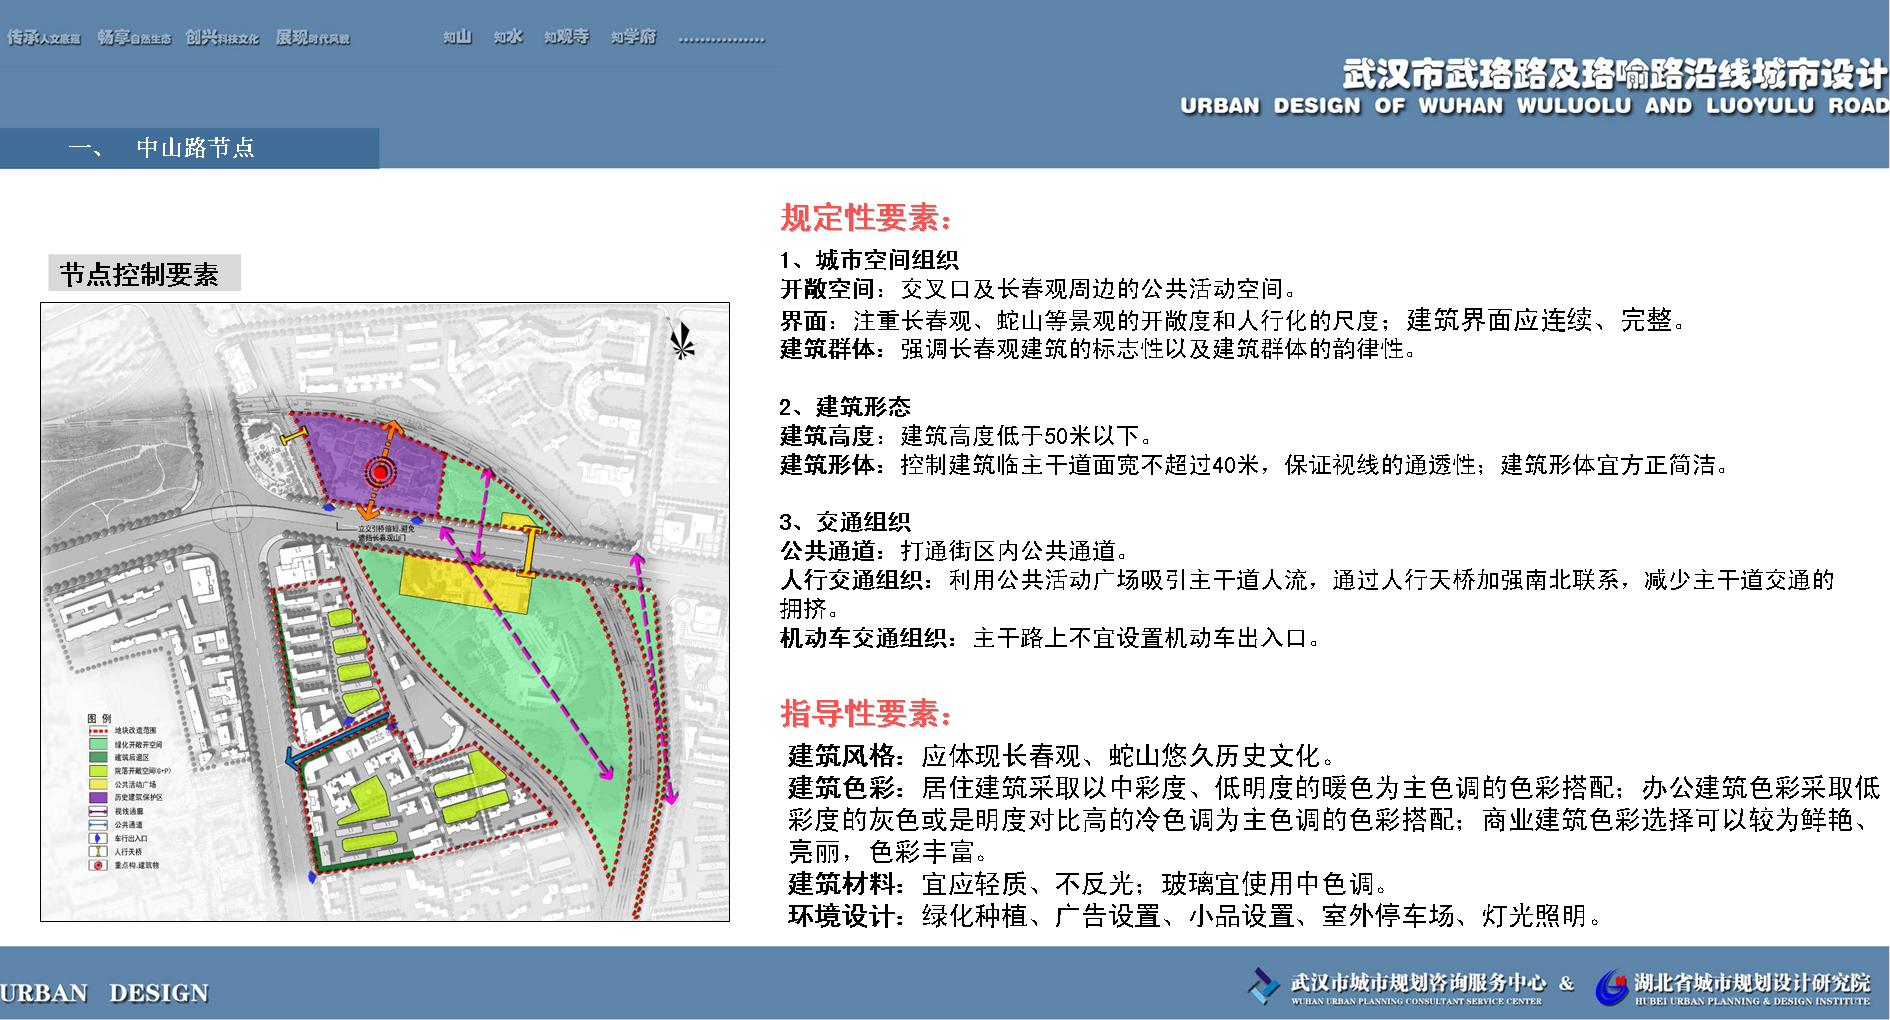 传承人文底蕴 畅享自然生态 创兴科技文化 展现时代风貌 知山 知水 知观寺 知学府 ................
武汉市武珞路及珞喻路沿线城市设计
URBAN DESIGN OF WUHAN WULUOLU AND LUOYULU ROAD
一、 中山路节点
节点控制要素
立交引桥缩短,避免
遮挡长春观山门
图 例
地块改造范围
绿化开敞开空间
建筑后退区
院落开敞空间(G+P)
公共活动广场
历史建筑保护区
视线通廊
公共通道
车行出入口
人行天桥
重点构、建筑物
规定性要素：
1、城市空间组织
开敞空间：交叉口及长春观周边的公共活动空间。
界面：注重长春观、蛇山等景观的开敞度和人行化的尺度；建筑界面应连续、完整。
建筑群体：强调长春观建筑的标志性以及建筑群体的韵律性。
2、建筑形态
建筑高度：建筑高度低于50米以下。
建筑形体：控制建筑临主干道面宽不超过40米，保证视线的通透性；建筑形体宜方正简洁。
3、交通组织
公共通道：打通街区内公共通道。
人行交通组织：利用公共活动广场吸引主干道人流，通过人行天桥加强南北联系，减少主干道交通的
拥挤。
机动车交通组织：主干路上不宜设置机动车出入口。
指导性要素：
建筑风格：应体现长春观、蛇山悠久历史文化。
建筑色彩：居住建筑采取以中彩度、低明度的暖色为主色调的色彩搭配；办公建筑色彩采取低
彩度的灰色或是明度对比高的冷色调为主色调的色彩搭配；商业建筑色彩选择可以较为鲜艳、
亮丽，色彩丰富。
建筑材料：宜应轻质、不反光；玻璃宜使用中色调。
环境设计：绿化种植、广告设置、小品设置、室外停车场、灯光照明。
URBAN DESIGN
武汉市城市规划咨询服务中心 & 湖北省城市规划设计研究院
WUHAN URBAN PLANNING CONSULTANT SERVICE CENTER HUBEI URBAN PLANNING & DESIGN INSTITUTE